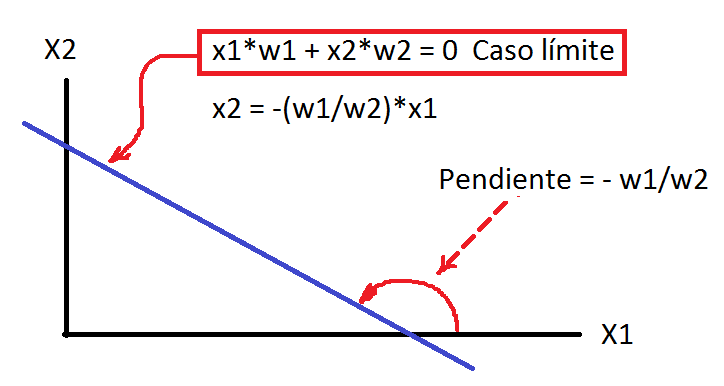 X2
x1*w1 + x2*w2 = 0  Caso límite
x2 = -(w1/w2)*x1
Pendiente = - w1/w2
X1